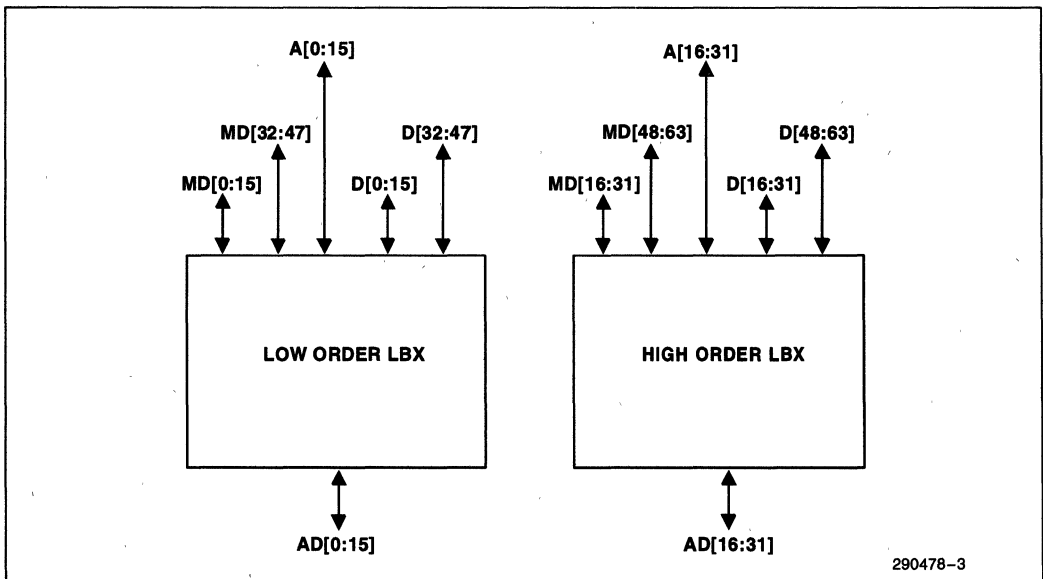 A[0:15] A[16:31]
MD[32:47] D[32:47] MD[48:63] D[48:63]
MD[0:15] D[0:15] MD[16:31] D[16:31]
LOW ORDER LBX HIGH ORDER LBX
AD[0:15] AD[16:31]
290478-3